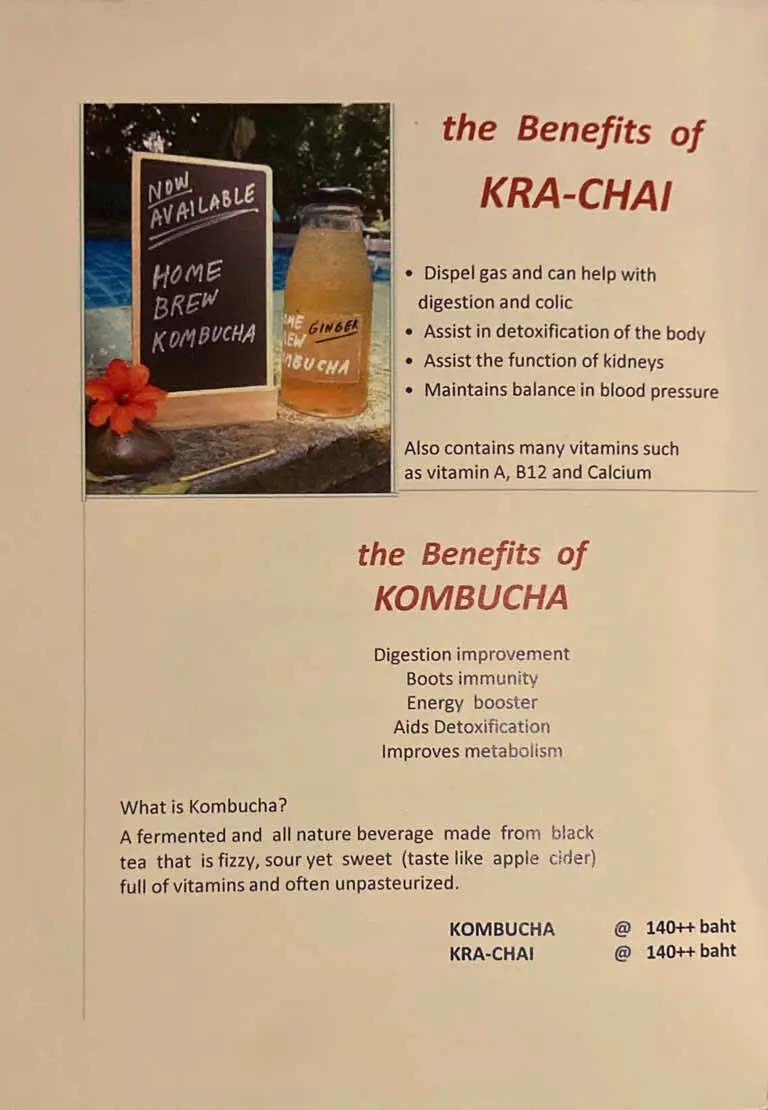 NOW
AVAILABLE
HOME
BREW
KOMBUCHA
GINGER
the Benefits of
KRA-CHAI
• Dispel gas and can help with
digestion and colic
• Assist in detoxification of the body
• Assist the function of kidneys
• Maintains balance in blood pressure
Also contains many vitamins such
as vitamin A, B12 and Calcium
the Benefits of
KOMBUCHA
Digestion improvement
Boots immunity
Energy booster
Aids Detoxification
Improves metabolism
What is Kombucha?
A fermented and all nature beverage made from black
tea that is fizzy, sour yet sweet (taste like apple cider)
full of vitamins and often unpasteurized.
KOMBUCHA @ 140++ baht
KRA-CHAI @ 140++ baht